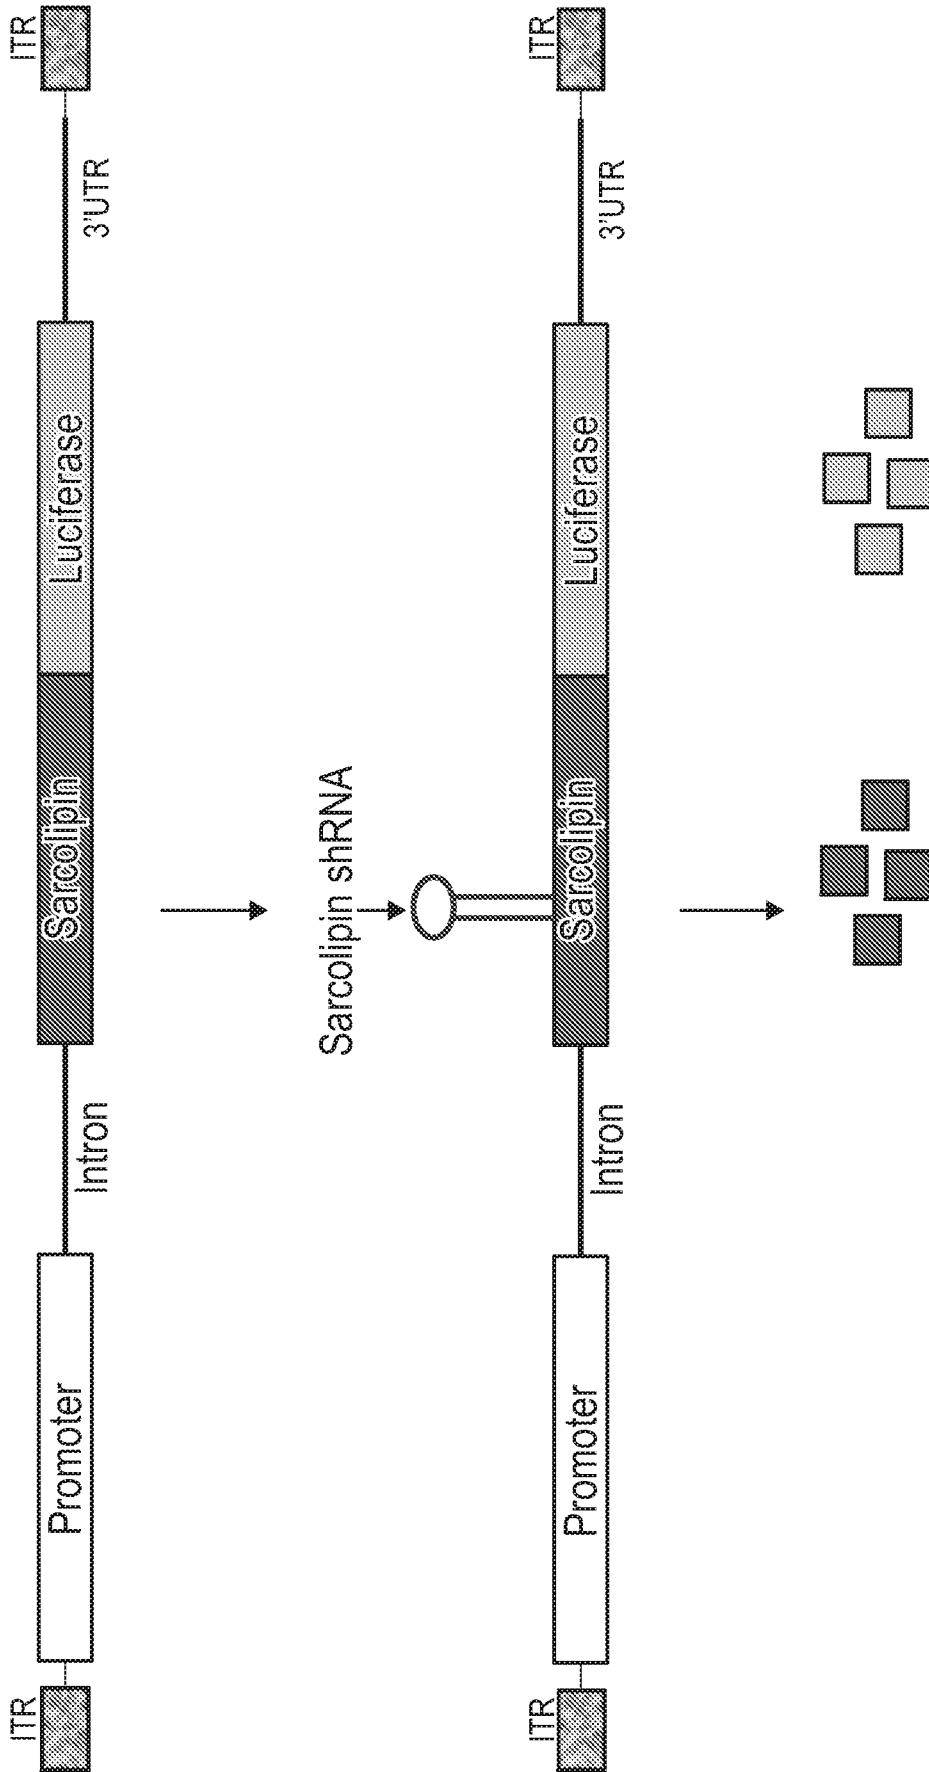 ITR
Promoter
Intron
Sarcolipin
Luciferase
3'UTR
ITR
Sarcolipin shRNA
ITR
Promoter
Intron
Sarcolipin
Luciferase
3'UTR
ITR